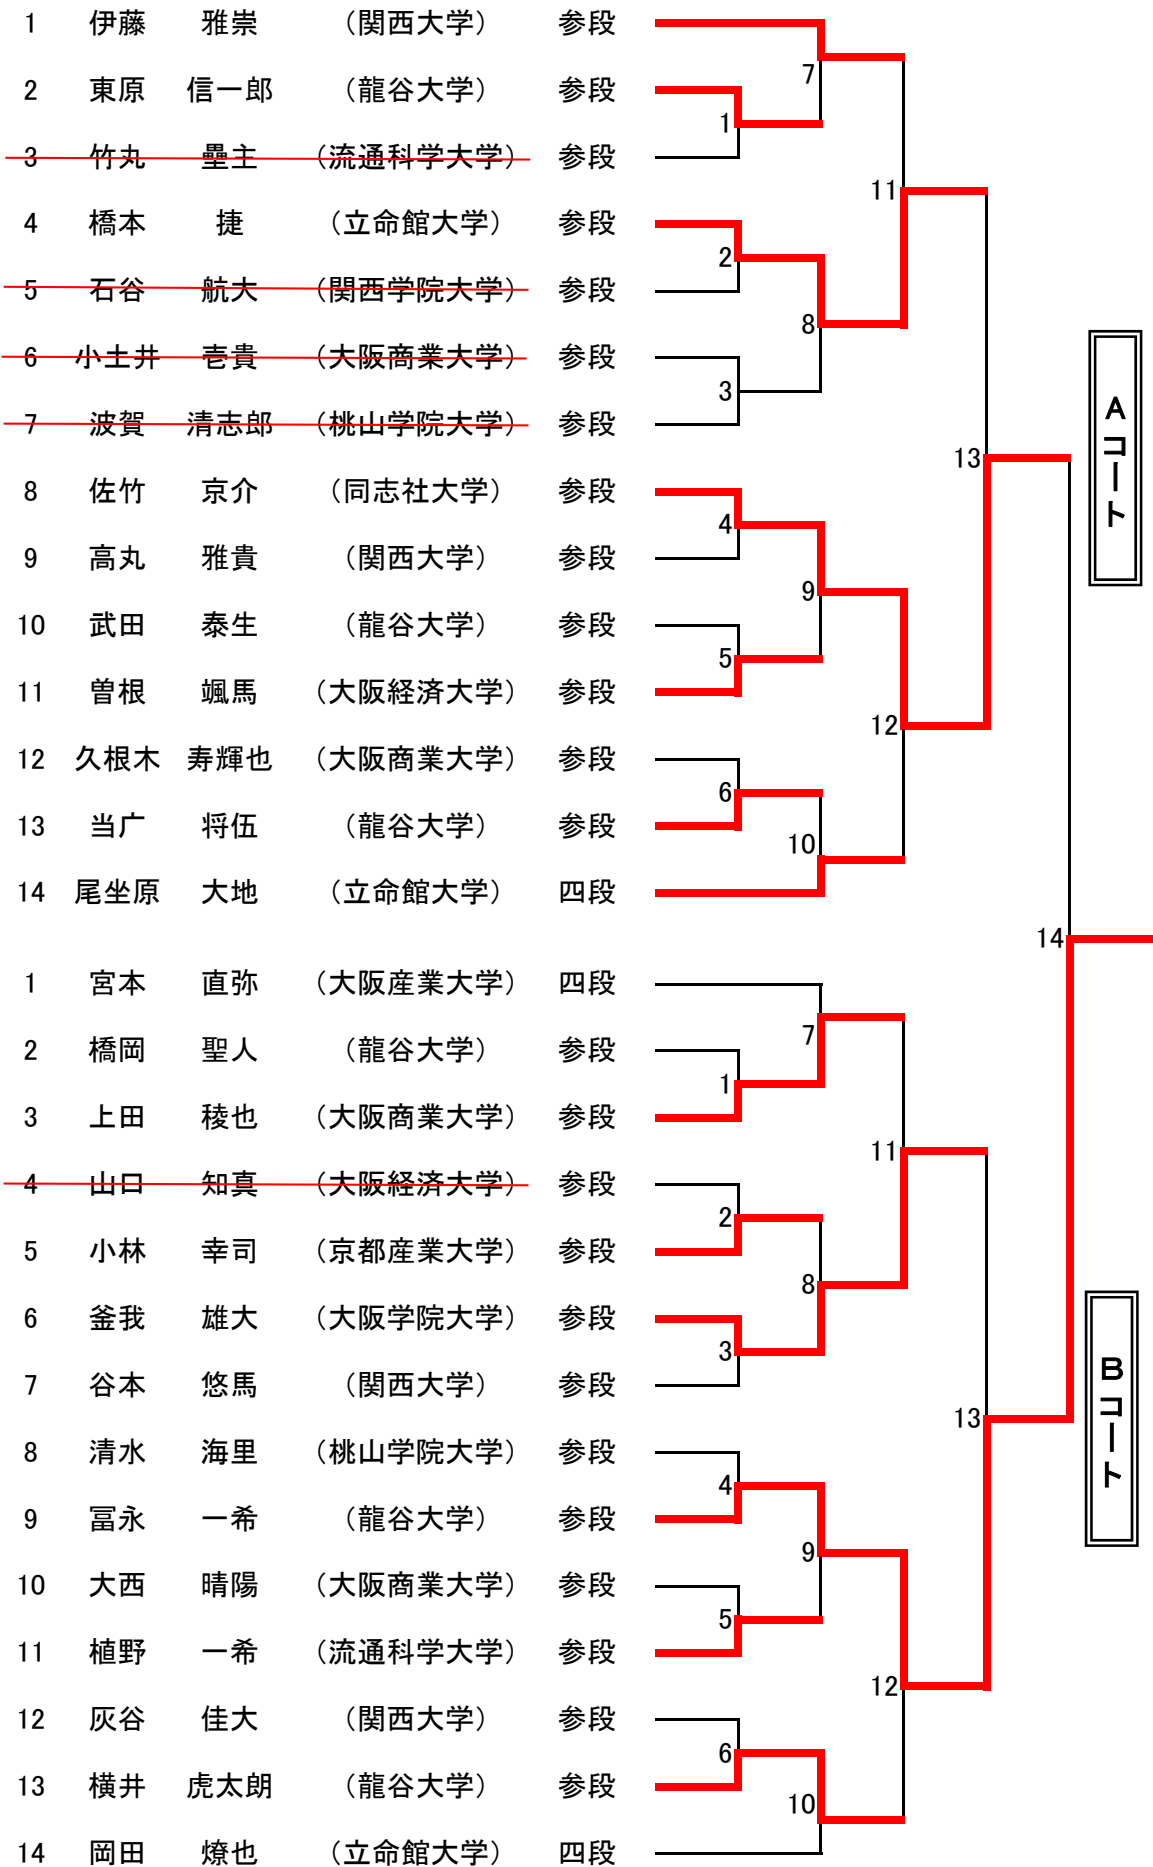 1 伊藤 雅崇 （関西大学） 参段
7
2 東原 信一郎 （龍谷大学） 参段
1
3 竹丸 塁主 （流通科学大学） 参段
11
4 橋本 捷 （立命館大学） 参段
2
5 石谷 航大 （関西学院大学） 参段
8
6 小土井 壱貴 （大阪商業大学） 参段
3
7 波賀 清志郎 （桃山学院大学） 参段
Aコート
13
8 佐竹 京介 （同志社大学） 参段
4
9 高丸 雅貴 （関西大学） 参段
9
10 武田 泰生 （龍谷大学） 参段
5
11 曽根 颯馬 （大阪経済大学） 参段
12
12 久根木 寿輝也 （大阪商業大学） 参段
6
13 当广 将伍 （龍谷大学） 参段
10
14 尾坐原 大地 （立命館大学） 四段
14
1 宮本 直弥 （大阪産業大学） 四段
7
2 橋岡 聖人 （龍谷大学） 参段
1
3 上田 稜也 （大阪商業大学） 参段
11
4 山口 知真 （大阪経済大学） 参段
2
5 小林 幸司 （京都産業大学） 参段
8
6 釜我 雄大 （大阪学院大学） 参段
3
7 谷本 悠馬 （関西大学） 参段
Bコート
13
8 清水 海里 （桃山学院大学） 参段
4
9 冨永 一希 （龍谷大学） 参段
9
10 大西 晴陽 （大阪商業大学） 参段
5
11 植野 一希 （流通科学大学） 参段
12
12 灰谷 佳大 （関西大学） 参段
6
13 横井 虎太朗 （龍谷大学） 参段
10
14 岡田 燎也 （立命館大学） 四段